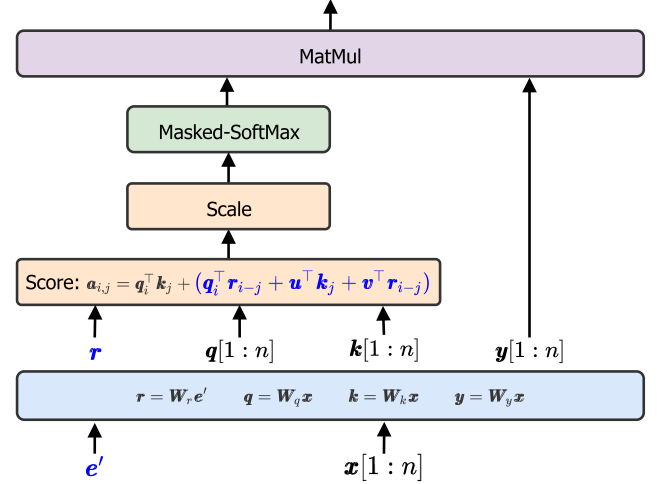 MatMul
Masked-SoftMax
Scale
Score: a_{i,j} = q_i^⊤ k_j + (q_i^⊤ r_{i−j} + u^⊤ k_j + v^⊤ r_{i−j})
r q[1 : n] k[1 : n] y[1 : n]
r = W_r e′ q = W_q x k = W_k x y = W_y x
e′ x[1 : n]